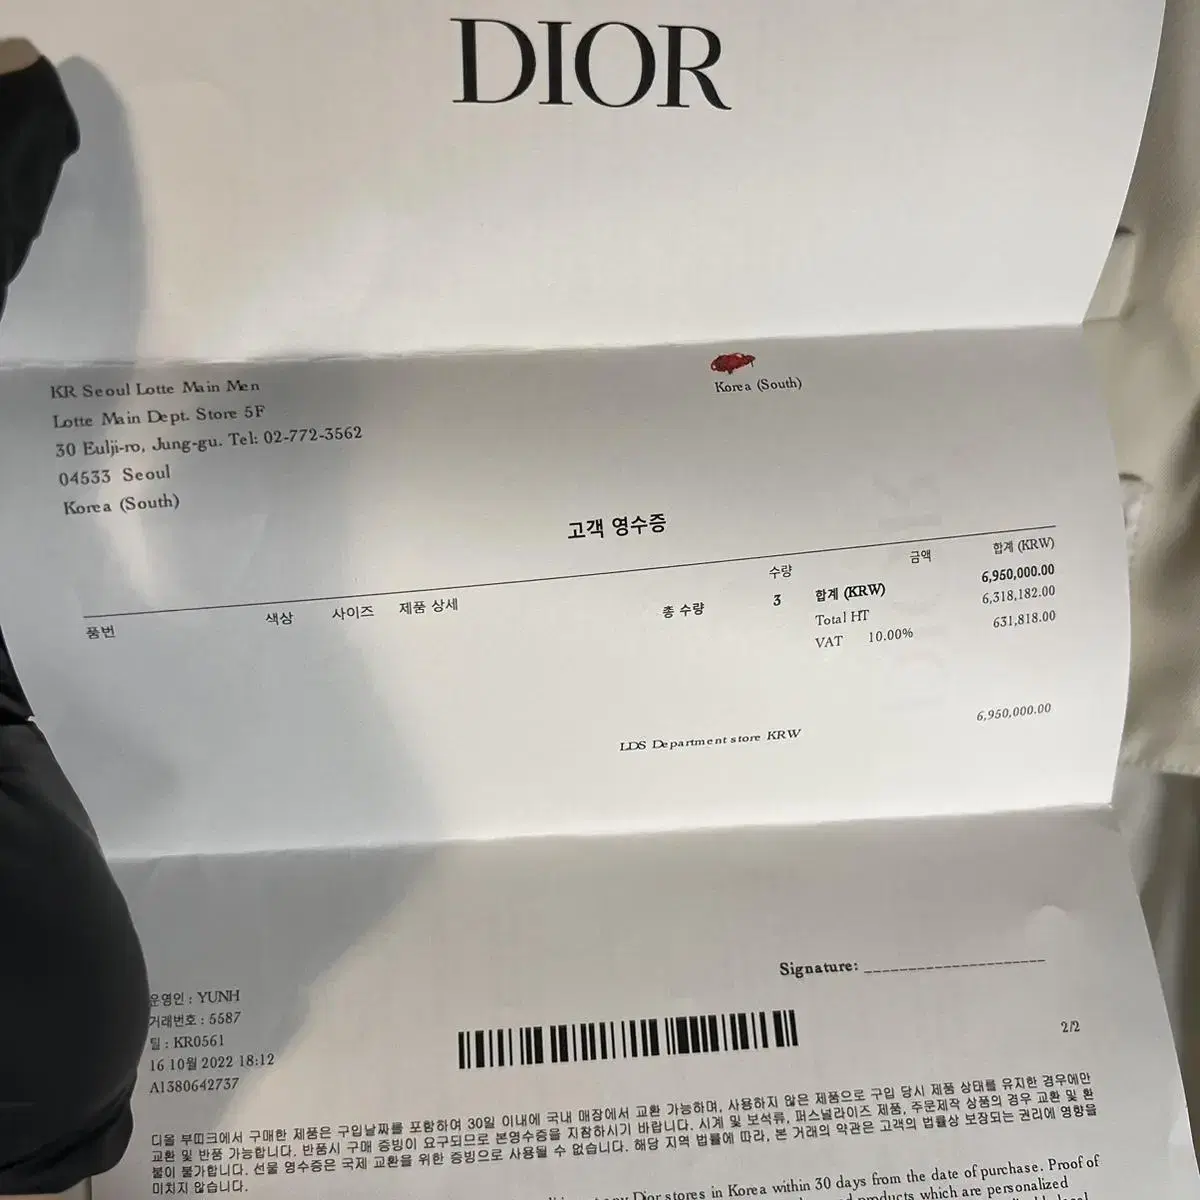 DIOR
KR Seoul Lotte Main Men
Lotte Main Dept. Store 5F
30 Eulji-ro, Jung-gu. Tel: 02-772-3562
04533 Seoul
Korea (South)
Korea (South)
고객 영수증
품번 색상 사이즈 제품 상세 수량 금액 합계 (KRW)
총 수량 3 합계 (KRW) 6,950,000.00
Total HT 6,318,182.00
VAT 10.00% 631,818.00
LDS Department store KRW 6,950,000.00
Signature:
운영인 : YUNH
거래번호 : 5587
틸 : KR0561
16 10월 2022 18:12
A1380642737
2/2
디올 부띠크에서 구매한 제품은 구입날짜를 포함하여 30일 이내에 국내 매장에서 교환 가능하며, 사용하지 않은 제품으로 구입 당시 제품 상태를 유지한 경우에만
교환 및 반품 가능합니다. 반품시 구매 증빙이 요구되므로 본영수증을 지참하시기 바랍니다. 시계 및 보석류, 퍼스널라이즈 제품, 주문제작 상품의 경우 교환 및 환
불이 불가합니다. 선물 영수증은 국제 교환을 위한 증빙으로 사용될 수 없습니다. 해당 지역 법률에 따라, 본 거래의 약관은 고객의 법률상 보장되는 권리에 영향을
미치지 않습니다.
any Dior stores in Korea within 30 days from the date of purchase. Proof of
products which are personalized